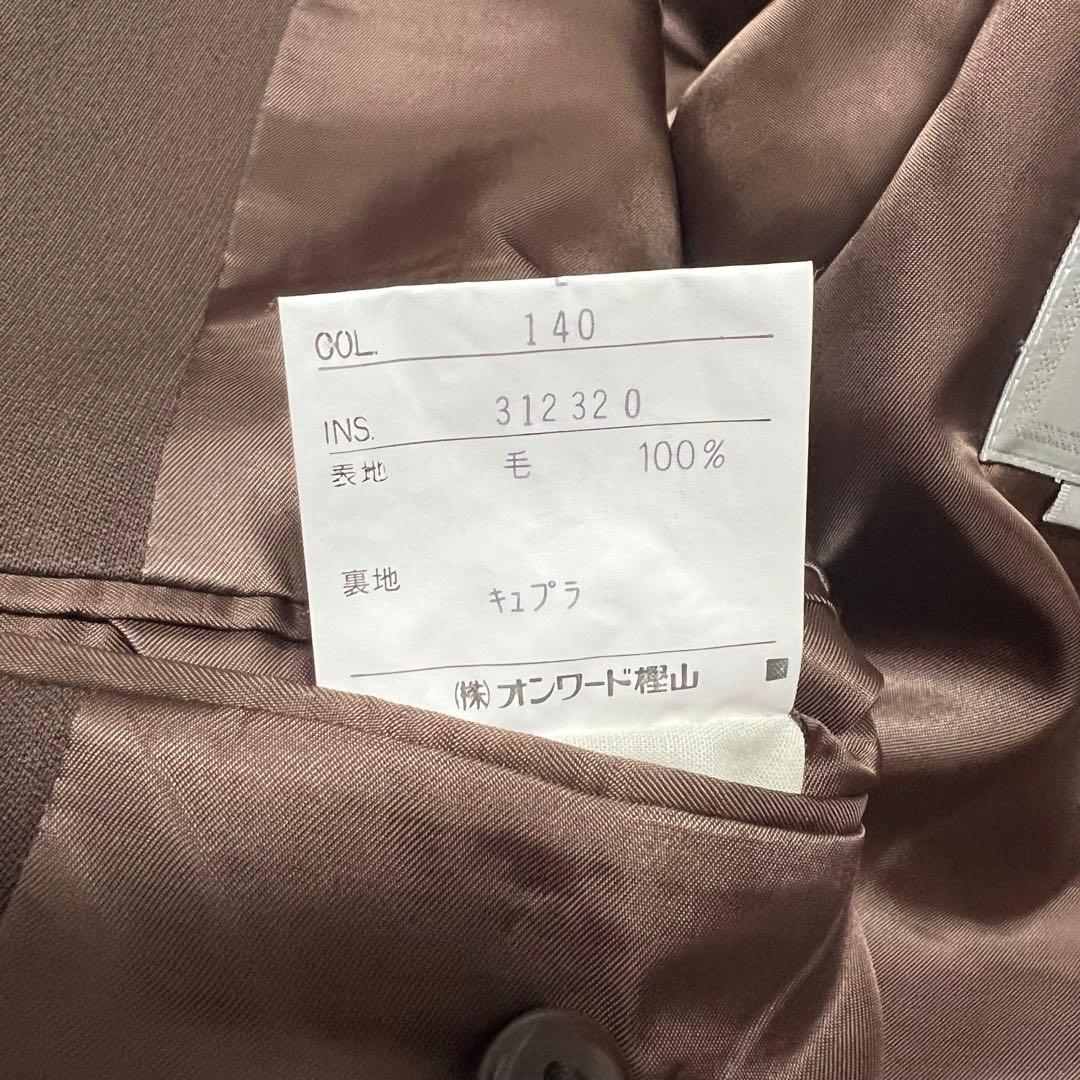 COL. 140
INS. 312320
表地 毛 100%
裏地 キュプラ
(株)オンワード樫山